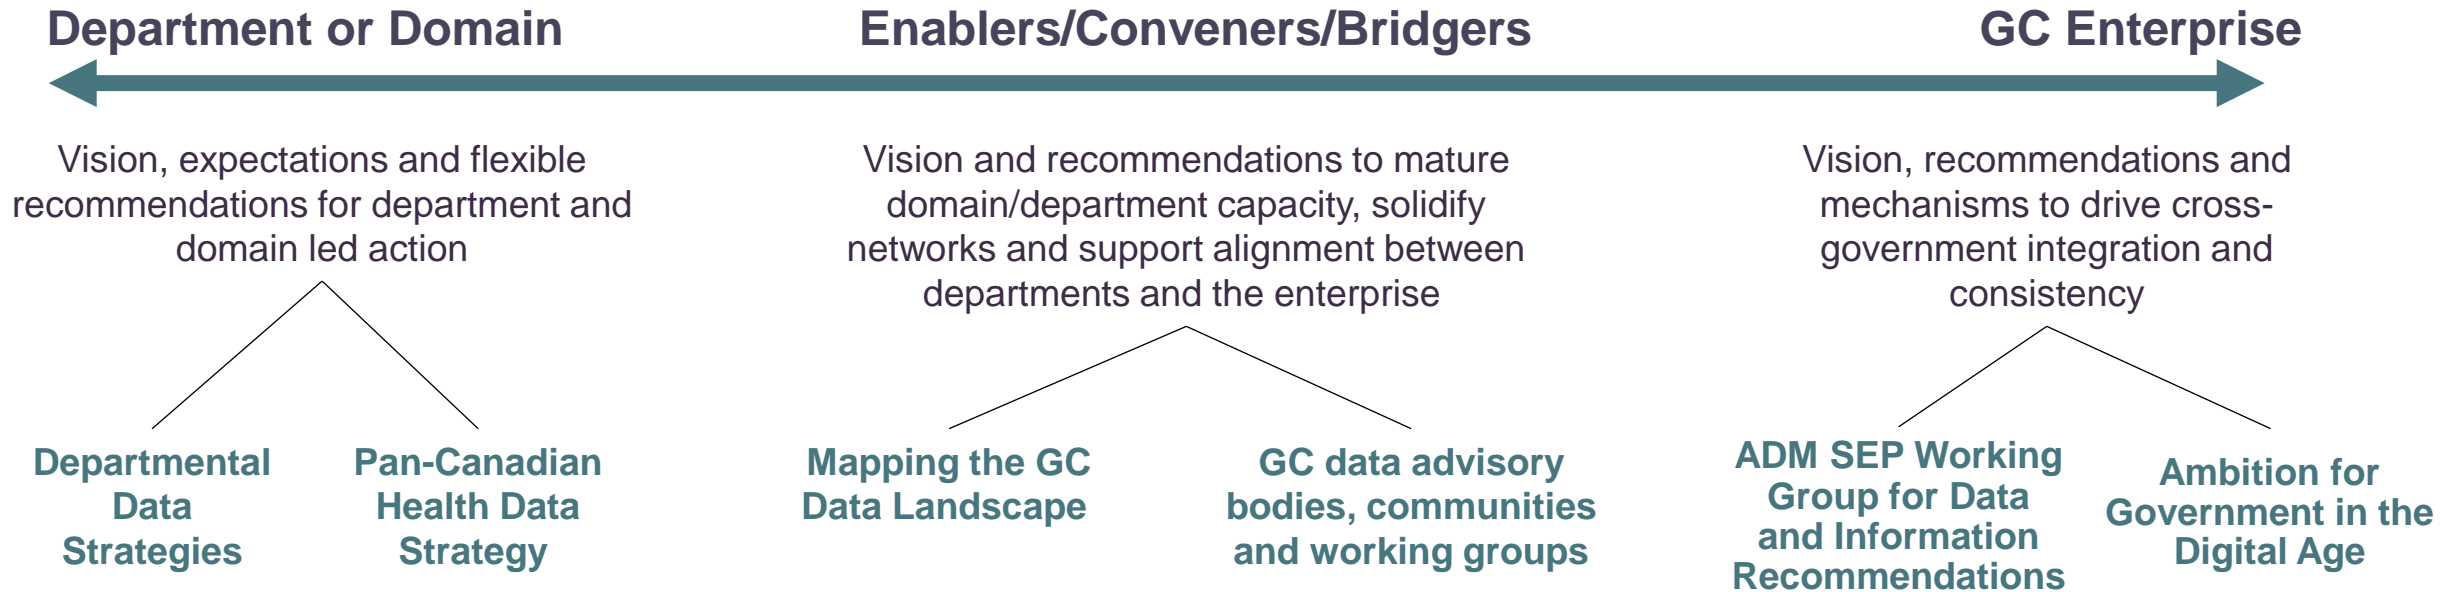 Department or Domain
Enablers/Conveners/Bridgers
GC Enterprise
Vision, expectations and flexible
recommendations for department and
domain led action
Vision and recommendations to mature
domain/department capacity, solidify
networks and support alignment between
departments and the enterprise
Vision, recommendations and
mechanisms to drive cross-
government integration and
consistency
Departmental
Data
Strategies
Pan-Canadian
Health Data
Strategy
Mapping the GC
Data Landscape
GC data advisory
bodies, communities
and working groups
ADM SEP Working
Group for Data
and Information
Recommendations
Ambition for
Government in the
Digital Age